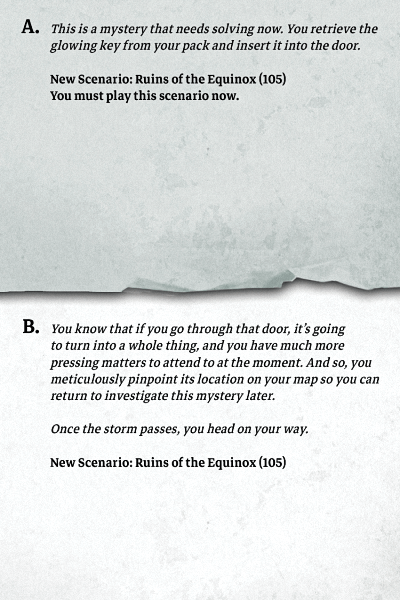 A. This is a mystery that needs solving now. You retrieve the
glowing key from your pack and insert it into the door.
New Scenario: Ruins of the Equinox (105)
You must play this scenario now.
B. You know that if you go through that door, it's going
to turn into a whole thing, and you have much more
pressing matters to attend to at the moment. And so, you
meticulously pinpoint its location on your map so you can
return to investigate this mystery later.
Once the storm passes, you head on your way.
New Scenario: Ruins of the Equinox (105)